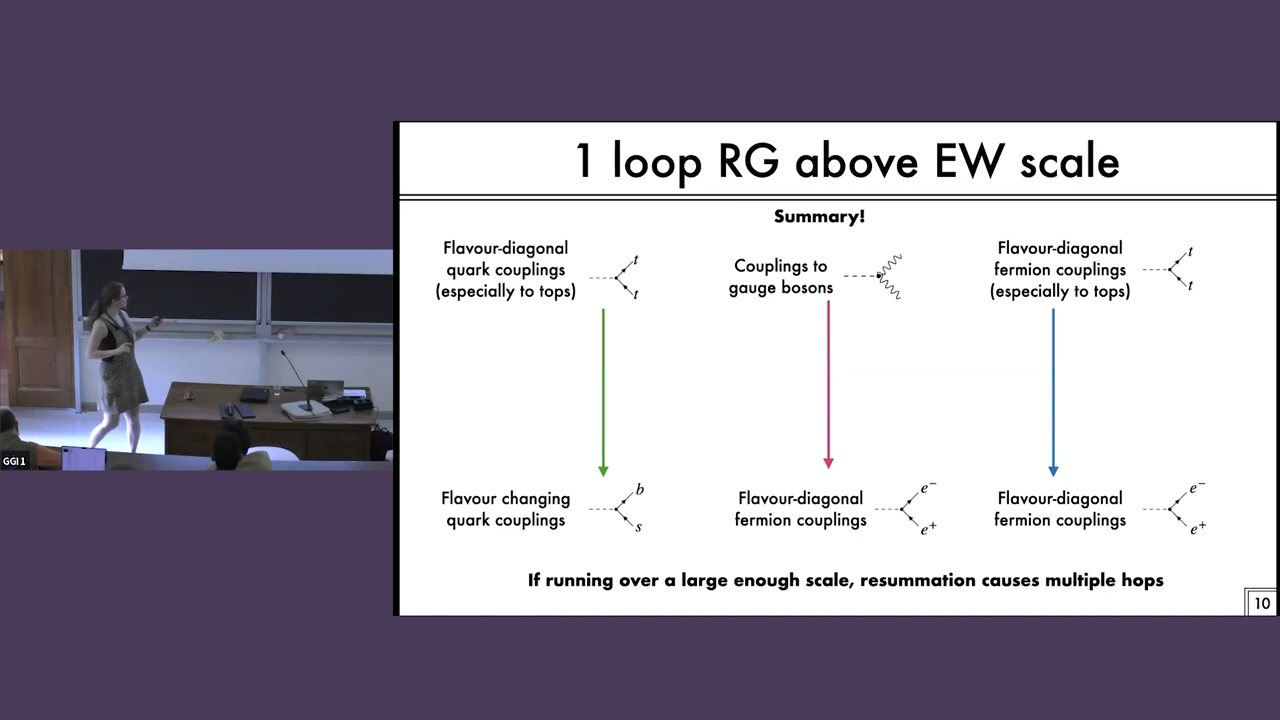 1 loop RG above EW scale
Summary!
Flavour-diagonal
quark couplings
(especially to tops)
t
t
Couplings to
gauge bosons
Flavour-diagonal
fermion couplings
(especially to tops)
t
t
Flavour changing
quark couplings
b
s
Flavour-diagonal
fermion couplings
e⁻
e⁺
Flavour-diagonal
fermion couplings
e⁻
e⁺
If running over a large enough scale, resummation causes multiple hops
10
GGI 1